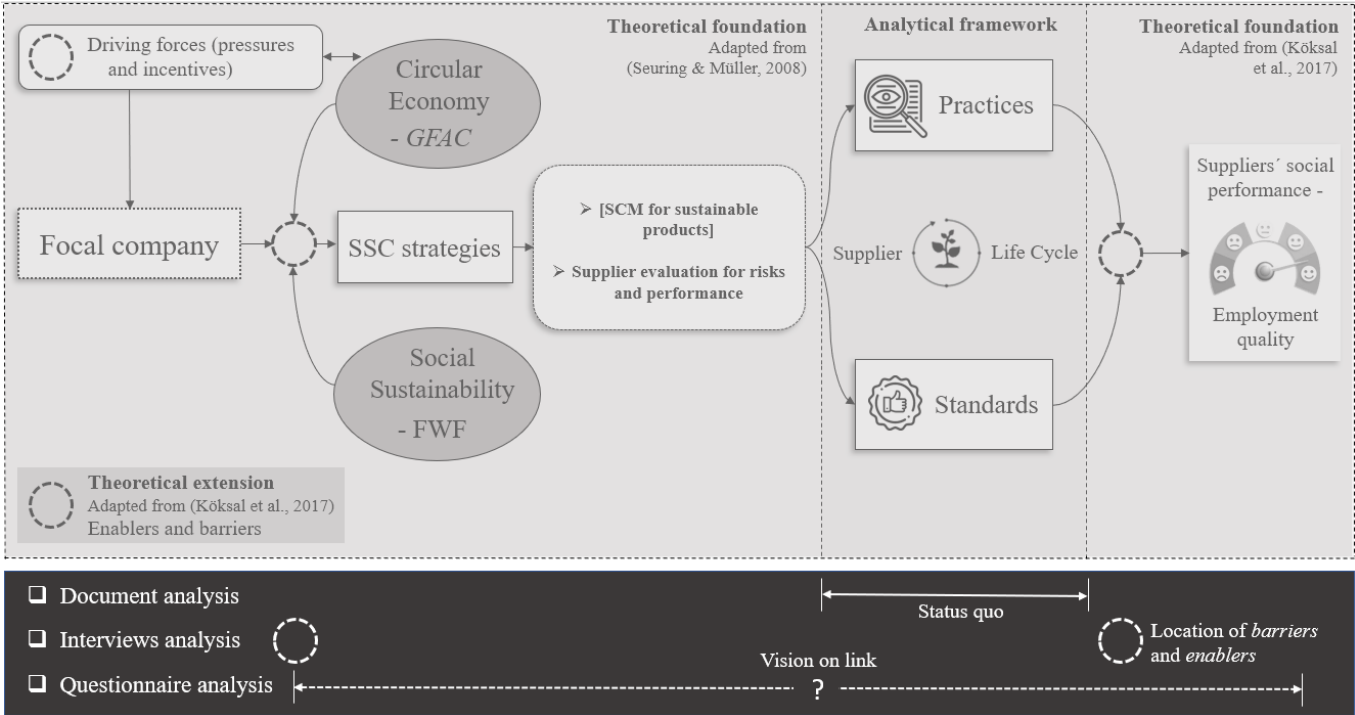 Driving forces (pressures
and incentives)
Circular
Economy
- GFAC
Theoretical foundation
Adapted from
(Seuring & Müller, 2008)
Focal company
SSC strategies
➢ [SCM for sustainable
products]
➢ Supplier evaluation for risks
and performance
Social
Sustainability
- FWF
Theoretical extension
Adapted from (Köksal et al., 2017)
Enablers and barriers
Analytical framework
Practices
Supplier
Life Cycle
Standards
Theoretical foundation
Adapted from (Köksal
et al., 2017)
Suppliers´ social
performance -
Employment
quality
❑ Document analysis
❑ Interviews analysis
❑ Questionnaire analysis
Status quo
Location of barriers
and enablers
Vision on link
?